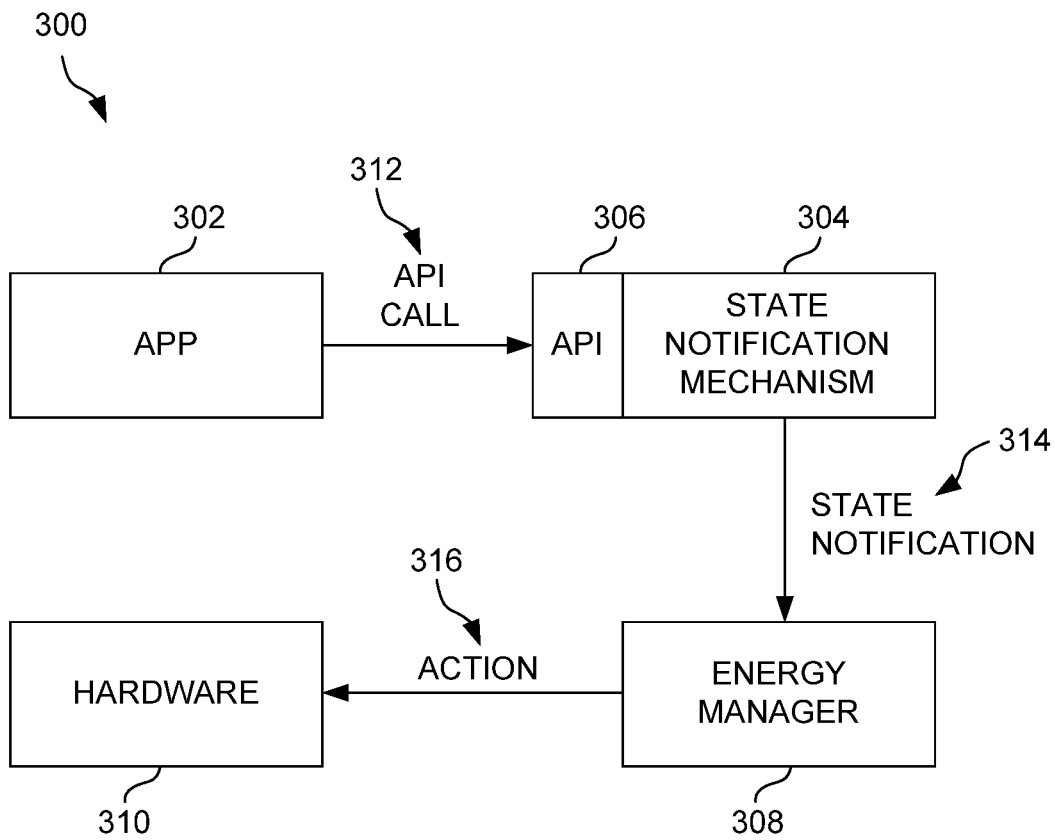 300
312
302
306
304
API
CALL
APP
API
STATE
NOTIFICATION
MECHANISM
314
STATE
NOTIFICATION
316
ACTION
HARDWARE
ENERGY
MANAGER
310
308